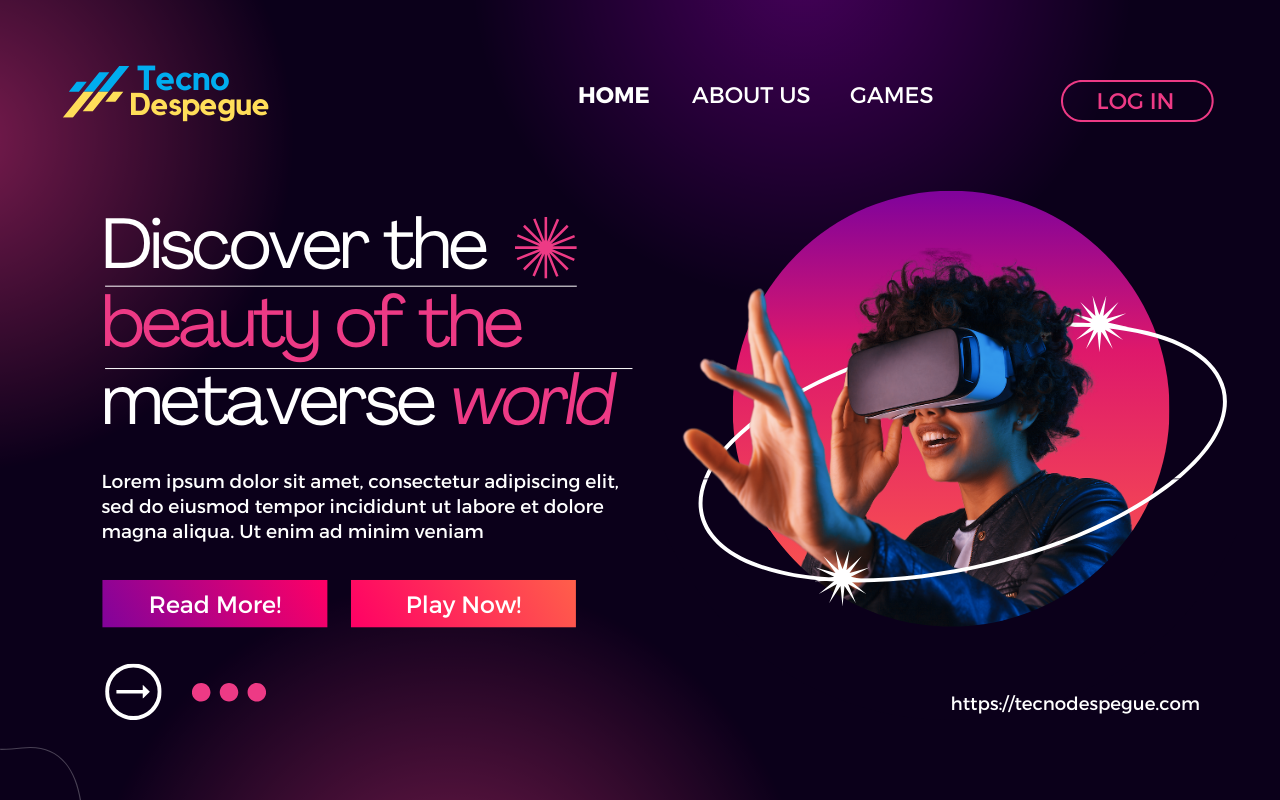 Tecno
Despegue
HOME
ABOUT US
GAMES
LOG IN
Discover the
beauty of the
metaverse world
Lorem ipsum dolor sit amet, consectetur adipiscing elit,
sed do eiusmod tempor incididunt ut labore et dolore
magna aliqua. Ut enim ad minim veniam
Read More!
Play Now!
https://tecnodespegue.com